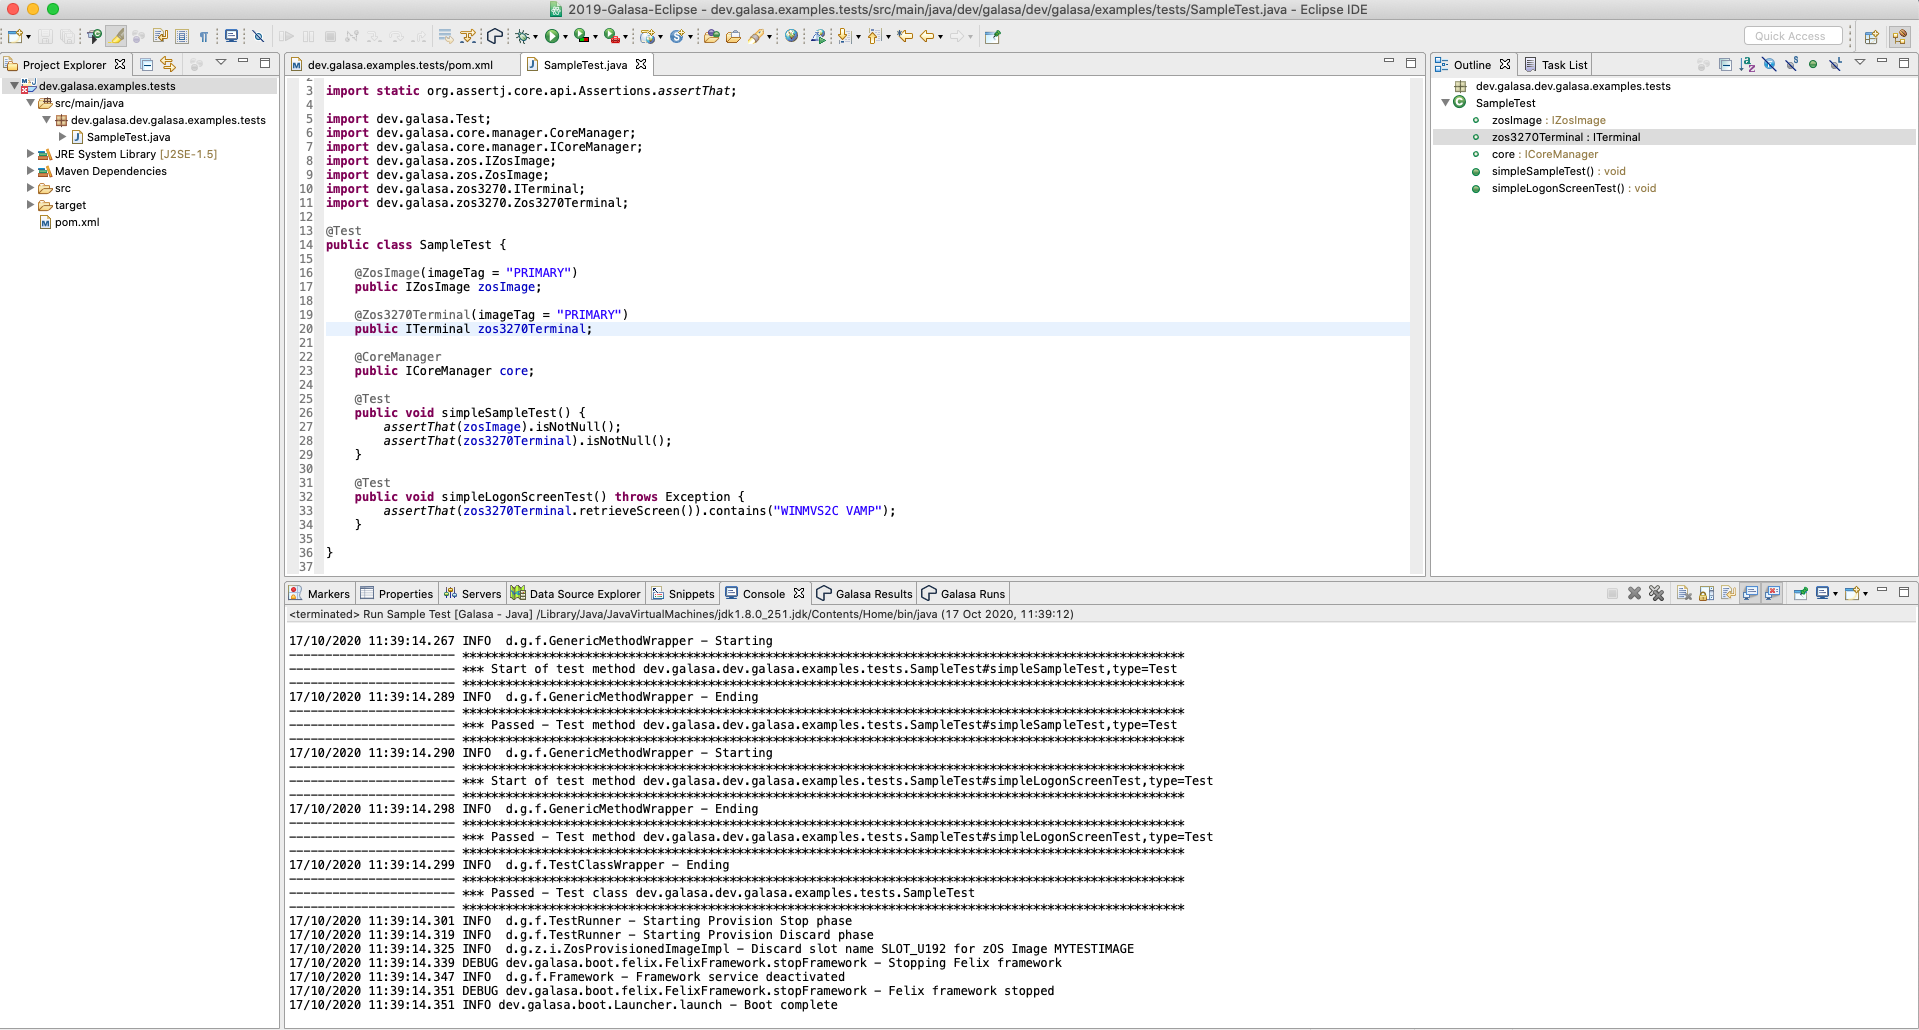 2019-Galasa-Eclipse - dev.galasa.examples.tests/src/main/java/dev/galasa/dev/galasa/examples/tests/SampleTest.java - Eclipse IDE
Quick Access
Project Explorer
dev.galasa.examples.tests
src/main/java
dev.galasa.dev.galasa.examples.tests
SampleTest.java
JRE System Library [J2SE-1.5]
Maven Dependencies
src
target
pom.xml
dev.galasa.examples.tests/pom.xml
SampleTest.java
3 import static org.assertj.core.api.Assertions.assertThat;
4
5 import dev.galasa.Test;
6 import dev.galasa.core.manager.CoreManager;
7 import dev.galasa.core.manager.ICoreManager;
8 import dev.galasa.zos.IZosImage;
9 import dev.galasa.zos.ZosImage;
10 import dev.galasa.zos3270.ITerminal;
11 import dev.galasa.zos3270.Zos3270Terminal;
12
13 @Test
14 public class SampleTest {
15
16 @ZosImage(imageTag = "PRIMARY")
17 public IZosImage zosImage;
18
19 @Zos3270Terminal(imageTag = "PRIMARY")
20 public ITerminal zos3270Terminal;
21
22 @CoreManager
23 public ICoreManager core;
24
25 @Test
26 public void simpleSampleTest() {
27 assertThat(zosImage).isNotNull();
28 assertThat(zos3270Terminal).isNotNull();
29 }
30
31 @Test
32 public void simpleLogonScreenTest() throws Exception {
33 assertThat(zos3270Terminal.retrieveScreen()).contains("WINMVS2C VAMP");
34 }
35
36 }
37
Outline
Task List
dev.galasa.dev.galasa.examples.tests
SampleTest
zosImage : IZosImage
zos3270Terminal : ITerminal
core : ICoreManager
simpleSampleTest() : void
simpleLogonScreenTest() : void
Markers Properties Servers Data Source Explorer Snippets Console Galasa Results Galasa Runs
<terminated> Run Sample Test [Galasa - Java] /Library/Java/JavaVirtualMachines/jdk1.8.0_251.jdk/Contents/Home/bin/java (17 Oct 2020, 11:39:12)
17/10/2020 11:39:14.267 INFO  d.g.f.GenericMethodWrapper - Starting
----------------------- ****************************************************************************************************
----------------------- *** Start of test method dev.galasa.dev.galasa.examples.tests.SampleTest#simpleSampleTest,type=Test
----------------------- ****************************************************************************************************
17/10/2020 11:39:14.289 INFO  d.g.f.GenericMethodWrapper - Ending
----------------------- ****************************************************************************************************
----------------------- *** Passed - Test method dev.galasa.dev.galasa.examples.tests.SampleTest#simpleSampleTest,type=Test
----------------------- ****************************************************************************************************
17/10/2020 11:39:14.290 INFO  d.g.f.GenericMethodWrapper - Starting
----------------------- ****************************************************************************************************
----------------------- *** Start of test method dev.galasa.dev.galasa.examples.tests.SampleTest#simpleLogonScreenTest,type=Test
----------------------- ****************************************************************************************************
17/10/2020 11:39:14.298 INFO  d.g.f.GenericMethodWrapper - Ending
----------------------- ****************************************************************************************************
----------------------- *** Passed - Test method dev.galasa.dev.galasa.examples.tests.SampleTest#simpleLogonScreenTest,type=Test
----------------------- ****************************************************************************************************
17/10/2020 11:39:14.299 INFO  d.g.f.TestClassWrapper - Ending
----------------------- ****************************************************************************************************
----------------------- *** Passed - Test class dev.galasa.dev.galasa.examples.tests.SampleTest
----------------------- ****************************************************************************************************
17/10/2020 11:39:14.301 INFO  d.g.f.TestRunner - Starting Provision Stop phase
17/10/2020 11:39:14.319 INFO  d.g.f.TestRunner - Starting Provision Discard phase
17/10/2020 11:39:14.325 INFO  d.g.z.i.ZosProvisionedImageImpl - Discard slot name SLOT_U192 for zOS Image MYTESTIMAGE
17/10/2020 11:39:14.339 DEBUG dev.galasa.boot.felix.FelixFramework.stopFramework - Stopping Felix framework
17/10/2020 11:39:14.347 INFO  d.g.f.Framework - Framework service deactivated
17/10/2020 11:39:14.351 DEBUG dev.galasa.boot.felix.FelixFramework.stopFramework - Felix framework stopped
17/10/2020 11:39:14.351 INFO dev.galasa.boot.Launcher.launch - Boot complete